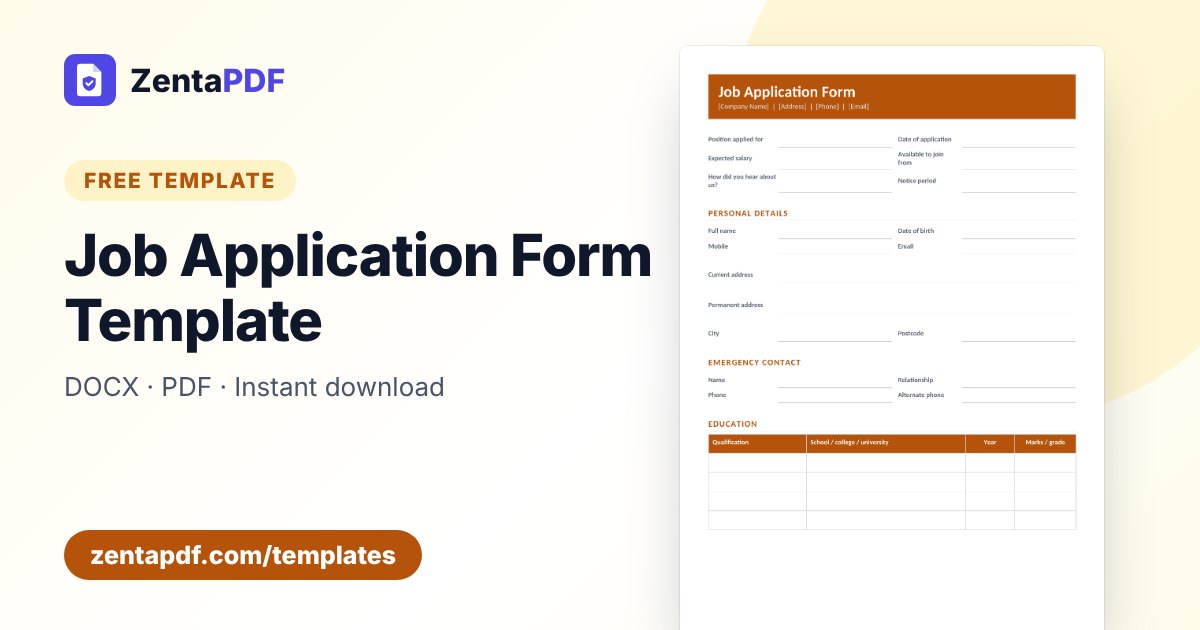 ZentaPDF
FREE TEMPLATE
Job Application Form
Template
DOCX · PDF · Instant download
zentapdf.com/templates
Job Application Form
[Company Name] | [Address] | [Phone] | [Email]
Position applied for
Date of application
Expected salary
Available to join
from
How did you hear about
us?
Notice period
PERSONAL DETAILS
Full name
Date of birth
Mobile
Email
Current address
Permanent address
City
Postcode
EMERGENCY CONTACT
Name
Relationship
Phone
Alternate phone
EDUCATION
Qualification
School / college / university
Year
Marks / grade